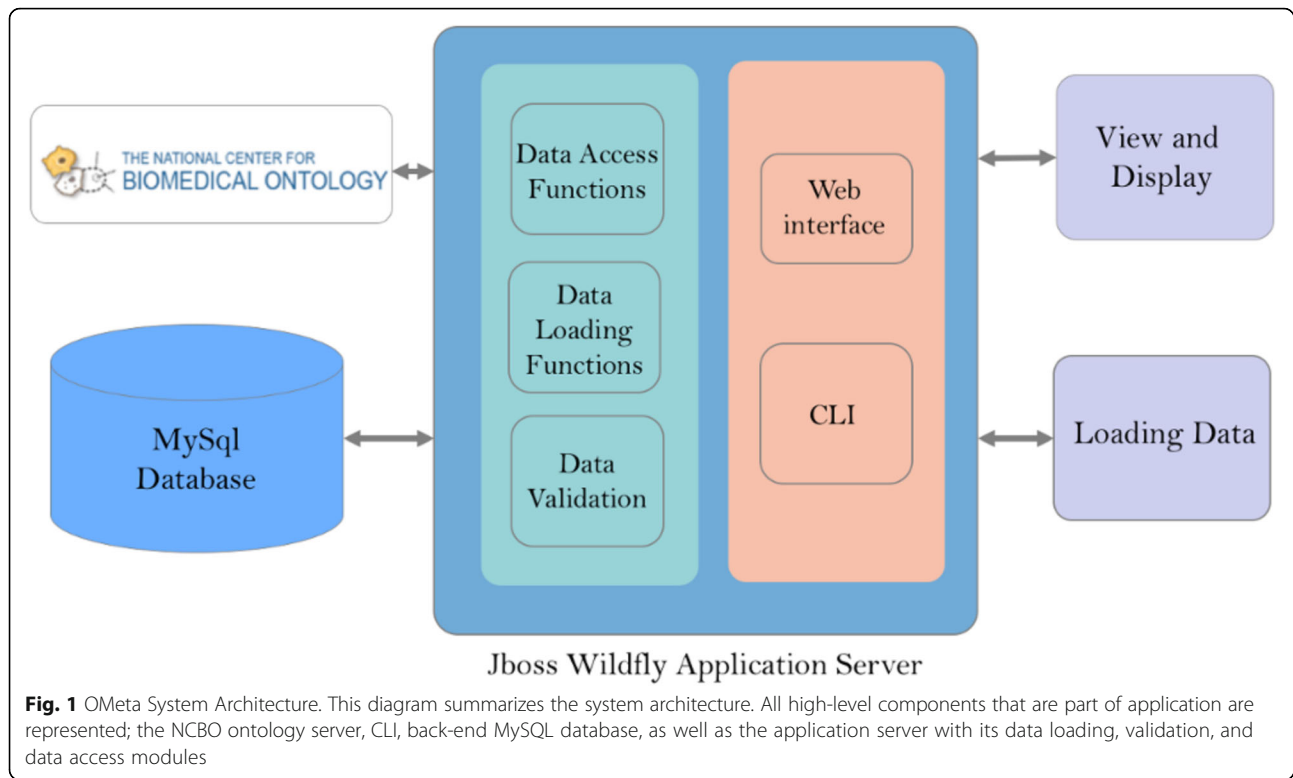 THE NATIONAL CENTER FOR
BIOMEDICAL ONTOLOGY
MySql
Database
Data Access
Functions
Data
Loading
Functions
Data
Validation
Web
interface
CLI
View and
Display
Loading Data
Jboss Wildfly Application Server
Fig. 1 OMeta System Architecture. This diagram summarizes the system architecture. All high-level components that are part of application are
represented; the NCBO ontology server, CLI, back-end MySQL database, as well as the application server with its data loading, validation, and
data access modules